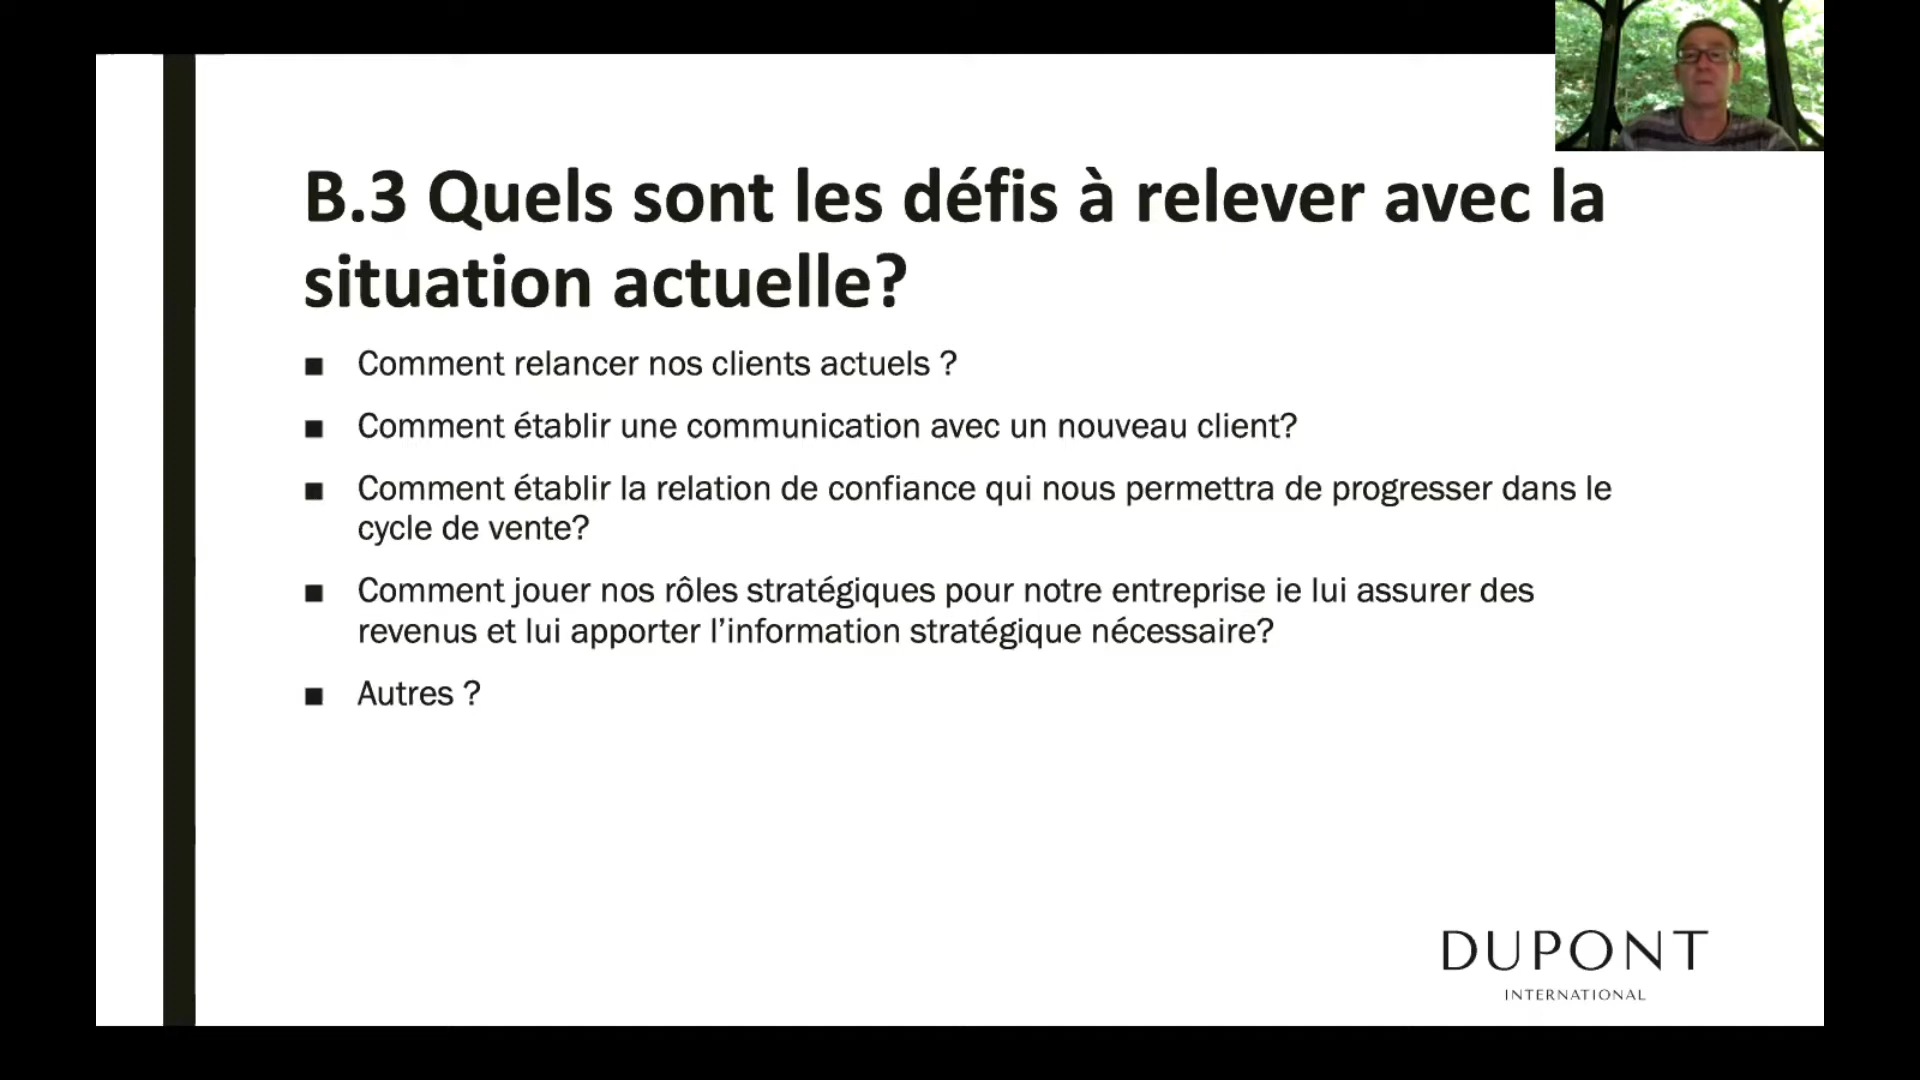 B.3 Quels sont les défis à relever avec la
situation actuelle?
■ Comment relancer nos clients actuels ?
■ Comment établir une communication avec un nouveau client?
■ Comment établir la relation de confiance qui nous permettra de progresser dans le
cycle de vente?
■ Comment jouer nos rôles stratégiques pour notre entreprise ie lui assurer des
revenus et lui apporter l’information stratégique nécessaire?
■ Autres ?
DUPONT
INTERNATIONAL